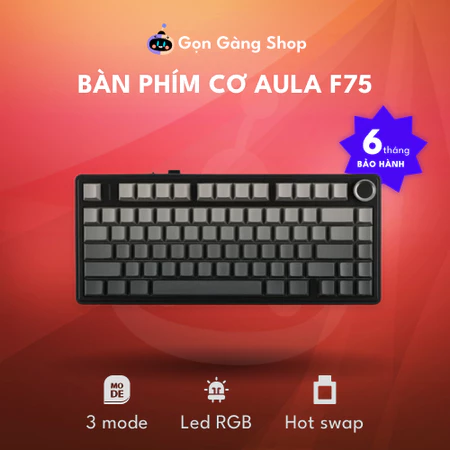 Gọn Gàng Shop
BÀN PHÍM CƠ AULA F75
6 tháng
BẢO HÀNH
MO
DE
3 mode
Led RGB
Hot swap